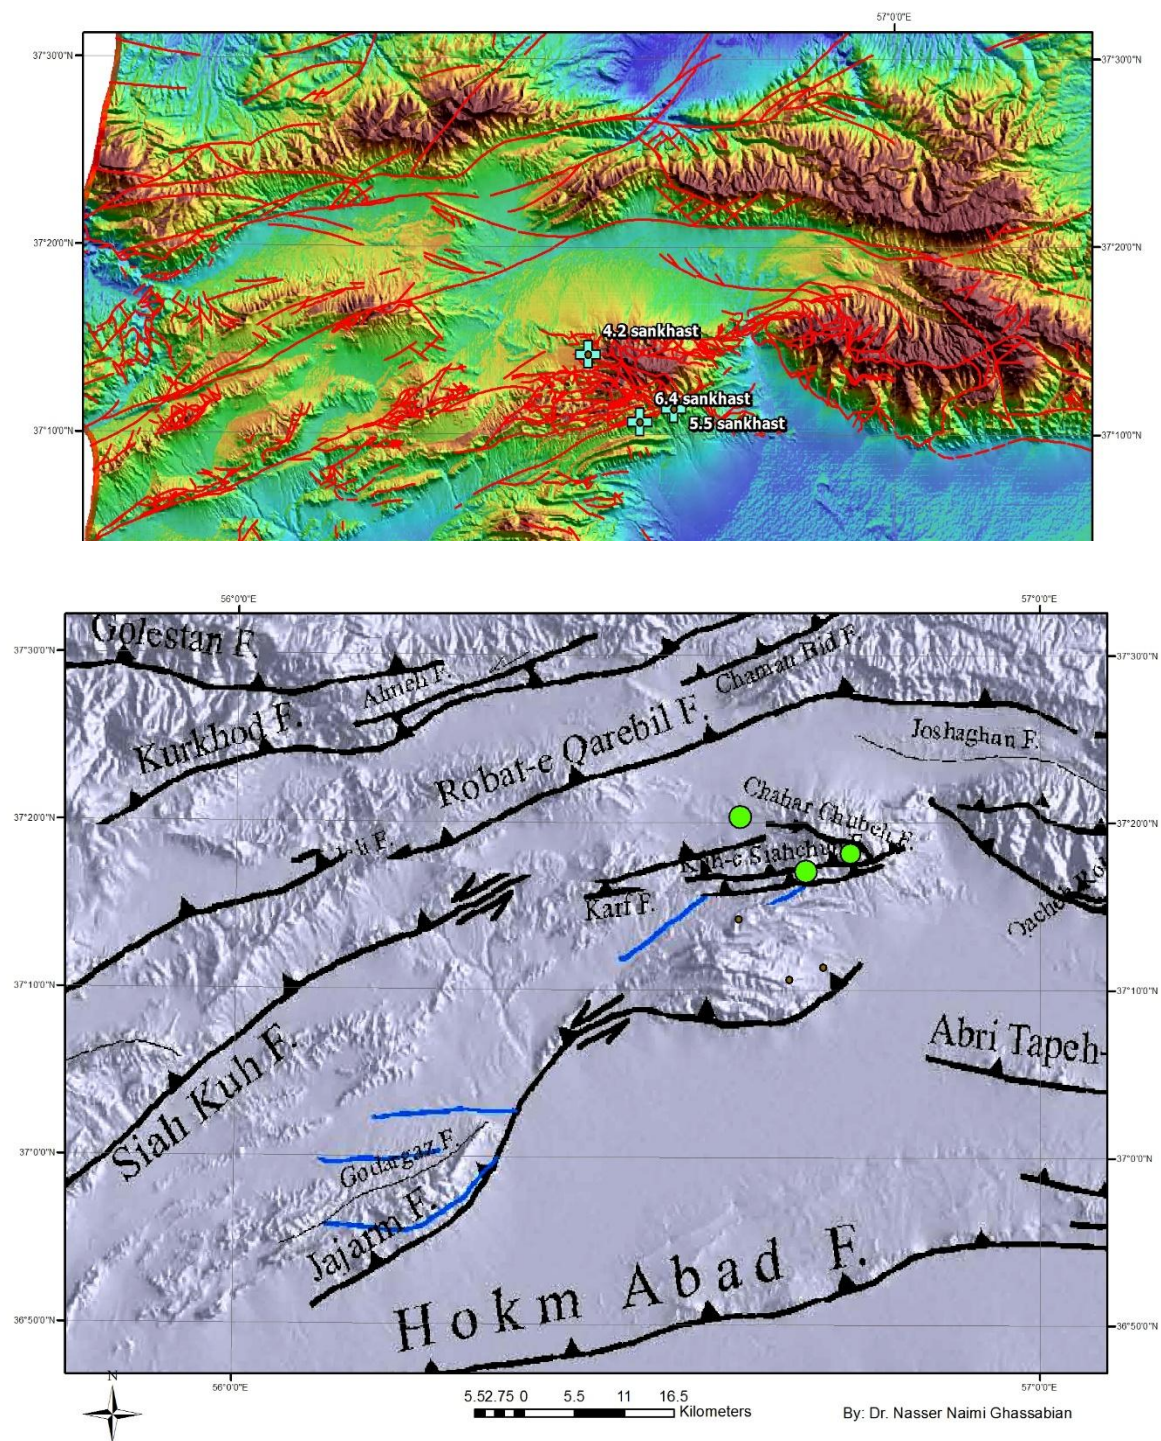 57°0'0"E
37°30'0"N
37°30'0"N
37°20'0"N
37°20'0"N
4.2 sankhast
6.4 sankhast
5.5 sankhast
37°10'0"N
37°10'0"N
56°0'0"E
57°0'0"E
Golestan F.
37°30'0"N
37°30'0"N
Almeh F.
Chaman Bid F.
Kurkhod F.
Robat-e Qarebil F.
Joshaghan F.
37°20'0"N
37°20'0"N
Chahar Chubeh F.
Karf F.
37°10'0"N
37°10'0"N
Abri Tapeh-
Siah Kuh F.
37°0'0"N
37°0'0"N
Godargaz F.
Jajarm F.
Hokm Abad F.
36°50'0"N
36°50'0"N
56°0'0"E
57°0'0"E
N
5.5 2.75 0 5.5 11 16.5
Kilometers
By: Dr. Nasser Naimi Ghassabian